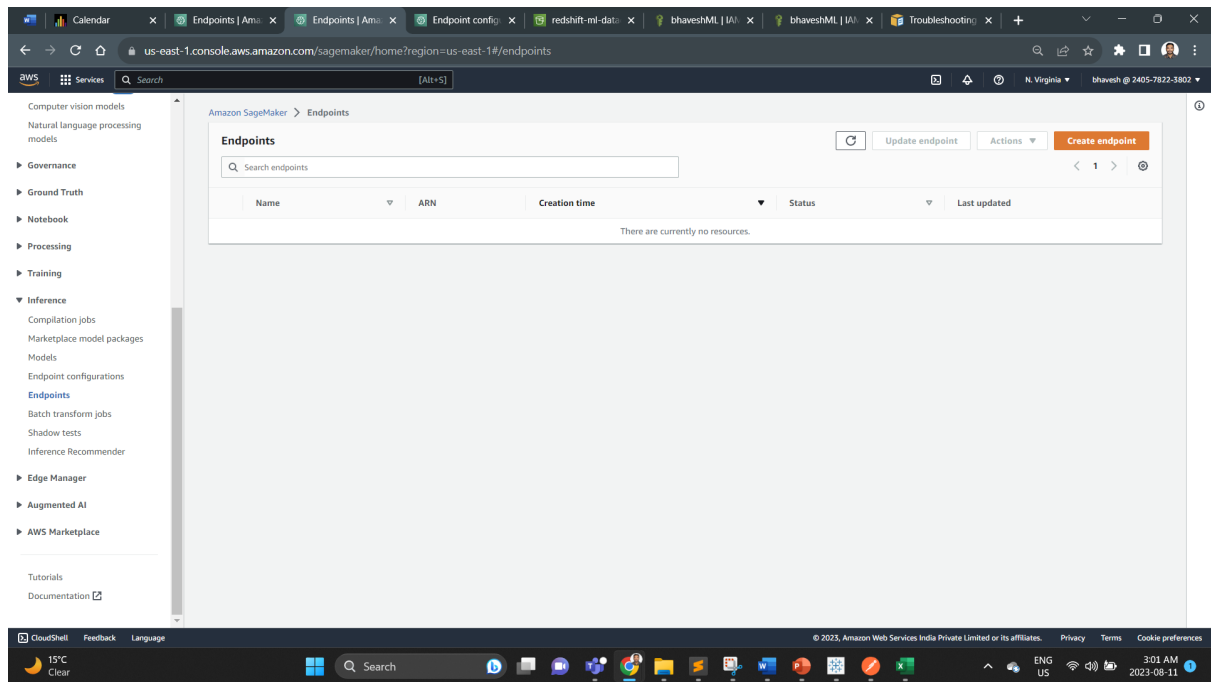 Calendar
Endpoints | Ama
Endpoints | Ama
Endpoint config
redshift-ml-data
bhaveshML | IAM
bhaveshML | IAM
Troubleshooting
us-east-1.console.aws.amazon.com/sagemaker/home?region=us-east-1#/endpoints
aws
Services
Search
[Alt+S]
N. Virginia
bhavesh @ 2405-7822-3802
Computer vision models
Natural language processing
models
Governance
Ground Truth
Notebook
Processing
Training
Inference
Compilation jobs
Marketplace model packages
Models
Endpoint configurations
Endpoints
Batch transform jobs
Shadow tests
Inference Recommender
Edge Manager
Augmented AI
AWS Marketplace
Tutorials
Documentation
Amazon SageMaker > Endpoints
Endpoints
Update endpoint
Actions
Create endpoint
Search endpoints
1
Name
ARN
Creation time
Status
Last updated
There are currently no resources.
CloudShell
Feedback
Language
© 2023, Amazon Web Services India Private Limited or its affiliates.
Privacy
Terms
Cookie preferences
15°C
Clear
Search
ENG
US
3:01 AM
2023-08-11
1